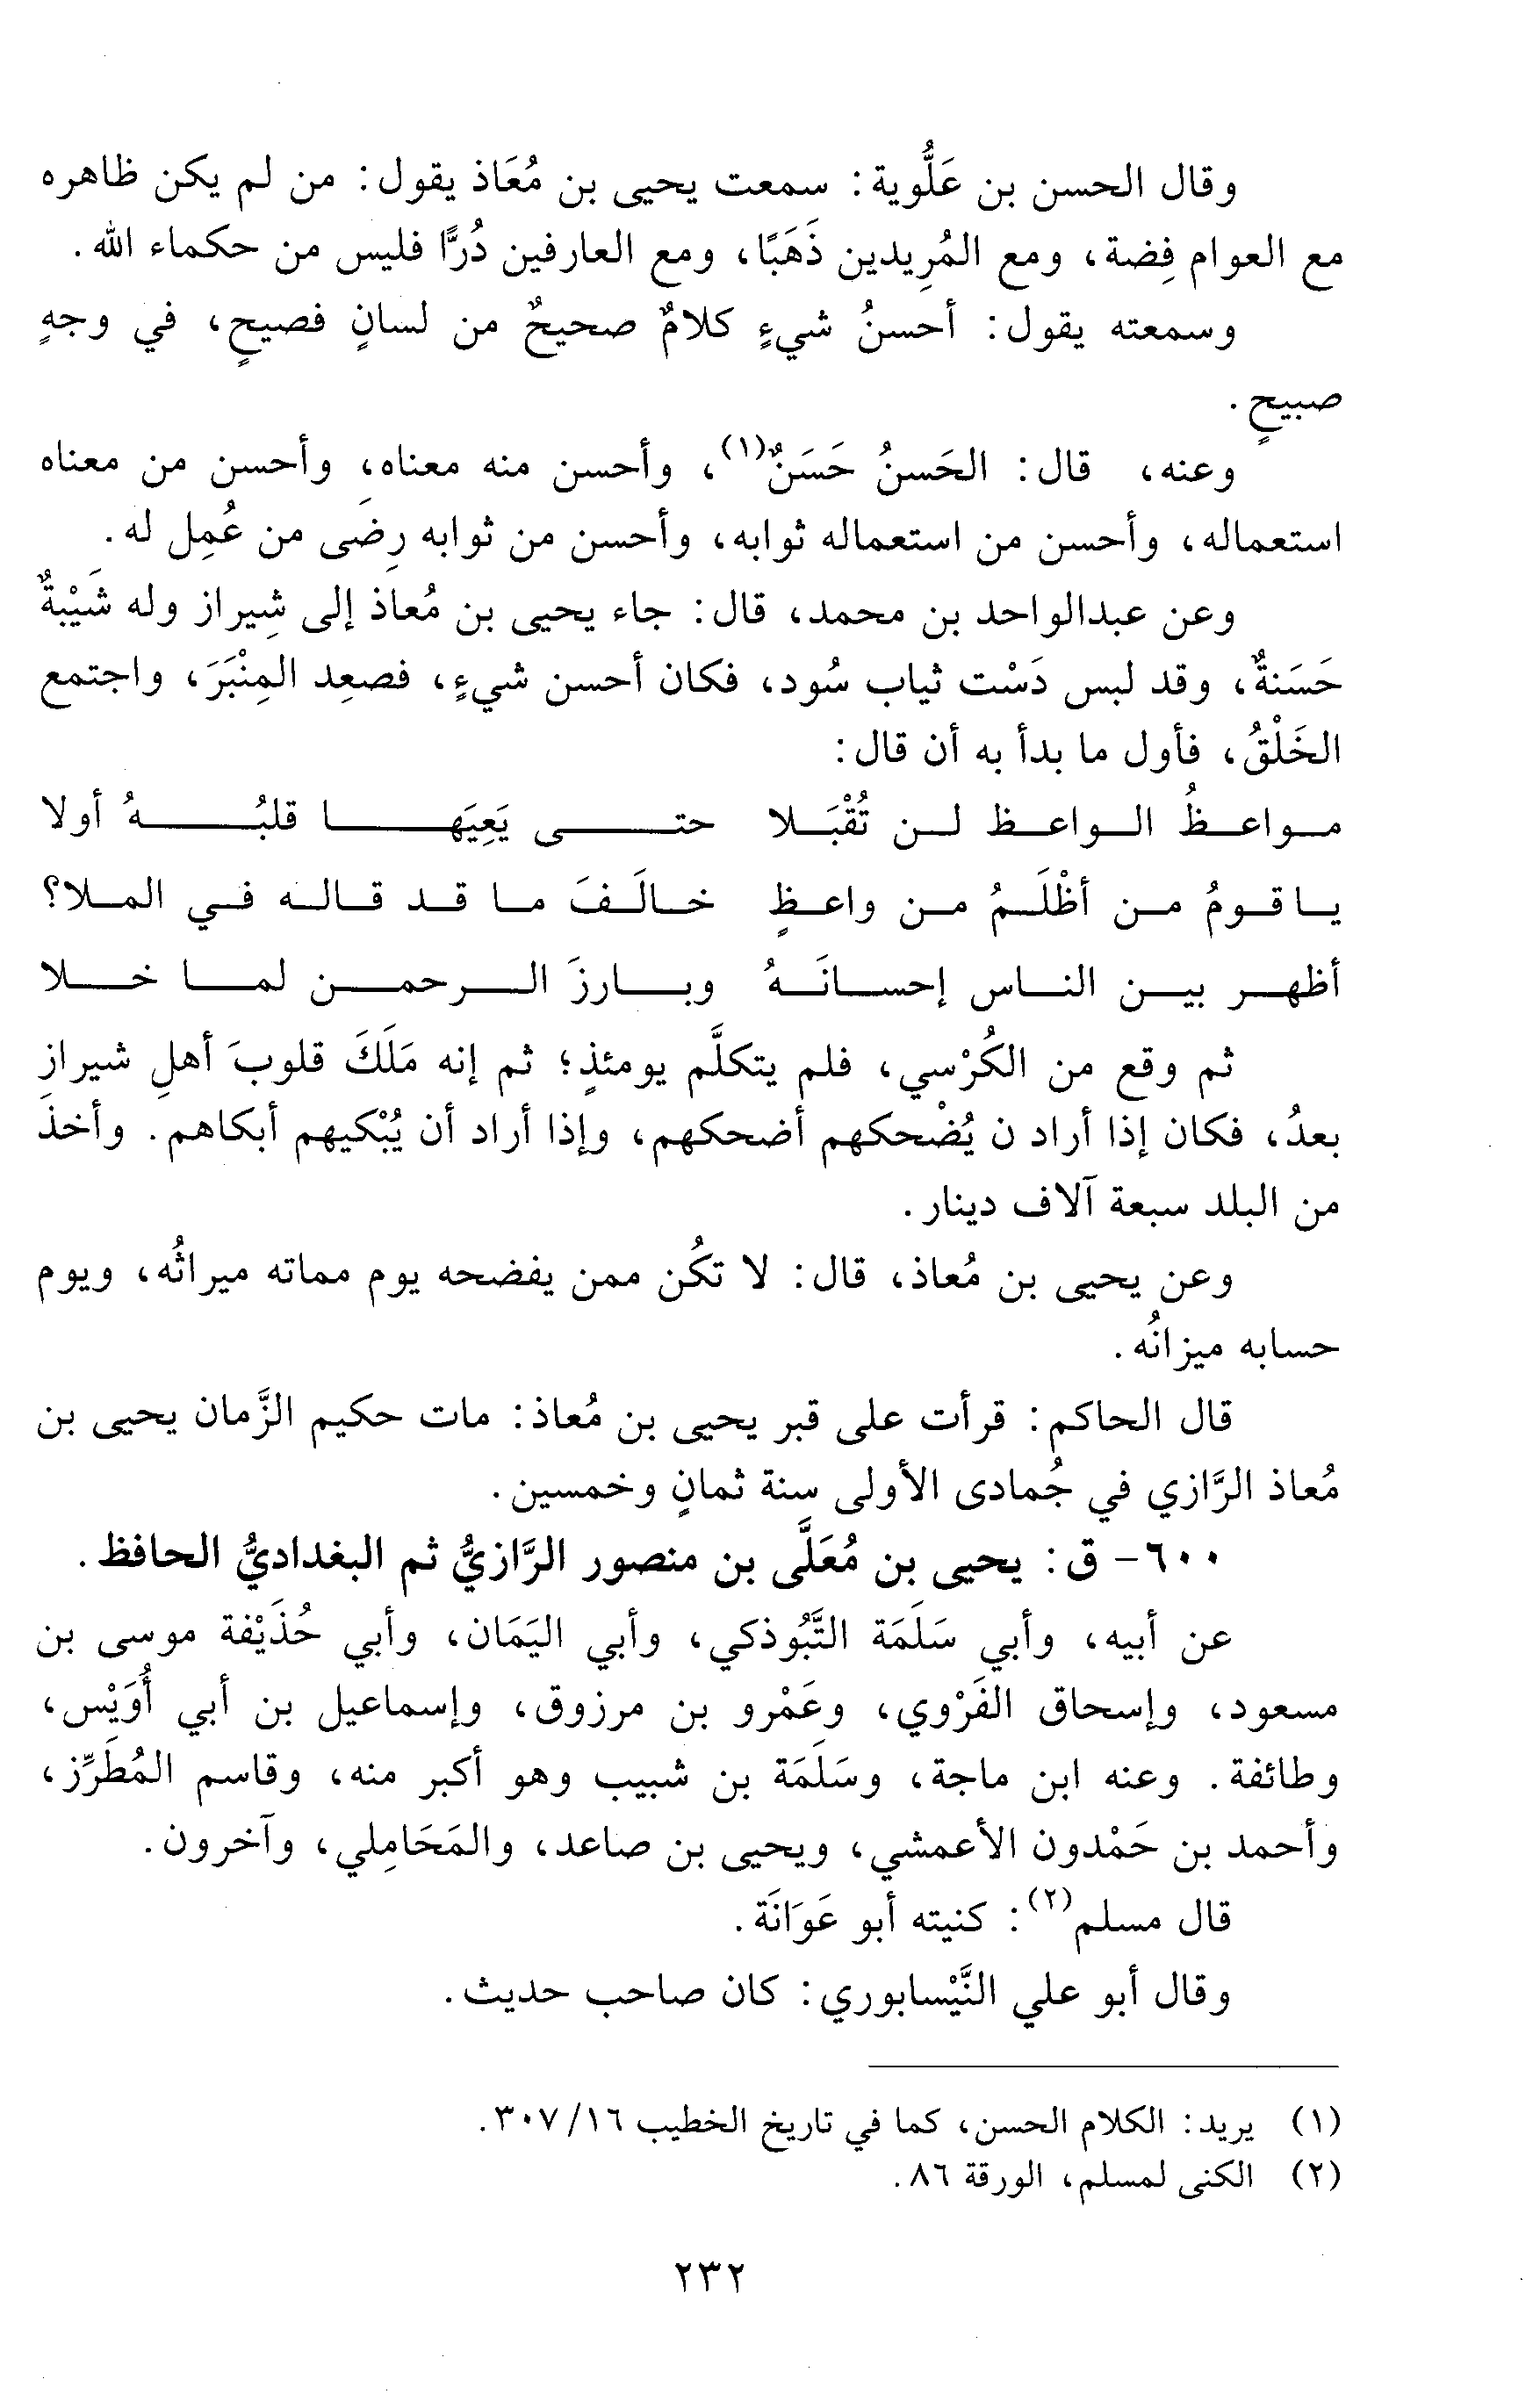 وقال الحسن بن عَلُّوية: سمعت يحيى بن مُعَاذ يقول: من لم يكن ظاهره
مع العوام فِضة، ومع المُرِيدين ذَهَبًا، ومع العارفين دُرًّا فليس من حكماء الله.
وسمعته يقول: أحسنُ شيءٍ كلامٌ صحيحٌ من لسانٍ فصيحٍ، في وجهٍ
صبيحٍ.
وعنه، قال: الحَسنُ حَسَنٌ(١)، وأحسن منه معناه، وأحسن من معناه
استعماله، وأحسن من استعماله ثوابه، وأحسن من ثوابه رِضَى من عُمِل له.
وعن عبدالواحد بن محمد، قال: جاء يحيى بن مُعاذ إلى شِيراز وله شَيْبةٌ
حَسَنةٌ، وقد لبس دَسْت ثياب سُود، فكان أحسن شيءٍ، فصعِد المِنْبَرَ، واجتمع
الخَلْقُ، فأول ما بدأ به أن قال:
مواعظُ الواعظ لن تُقْبَلا حتى يَعِيَها قلبُهُ أولا
يا قومُ من أظْلَمُ من واعظٍ خالَفَ ما قد قاله في الملا؟
أظهر بين الناس إحسانَهُ وبارزَ الرحمن لما خلا
ثم وقع من الكُرْسي، فلم يتكلَّم يومئذٍ؛ ثم إنه مَلَكَ قلوبَ أهلِ شيرازِ
بعدُ، فكان إذا أراد ن يُضْحكهم أضحكهم، وإذا أراد أن يُبْكيهم أبكاهم. وأخذَ
من البلد سبعة آلاف دينار.
وعن يحيى بن مُعاذ، قال: لا تكُن ممن يفضحه يوم مماته ميراثُه، ويوم
حسابه ميزانُه.
قال الحاكم: قرأت على قبر يحيى بن مُعاذ: مات حكيم الزَّمان يحيى بن
مُعاذ الرَّازي في جُمادى الأولى سنة ثمانٍ وخمسين.
٦٠٠- ق: يحيى بن مُعَلَّى بن منصور الرَّازيُّ ثم البغداديُّ الحافظ.
عن أبيه، وأبي سَلَمَة التَّبُوذكي، وأبي اليَمَان، وأبي حُذَيْفة موسى بن
مسعود، وإسحاق الفَرْوي، وعَمْرو بن مرزوق، وإسماعيل بن أبي أُوَيْس،
وطائفة. وعنه ابن ماجة، وسَلَمَة بن شبيب وهو أكبر منه، وقاسم المُطَرِّز،
وأحمد بن حَمْدون الأعمشي، ويحيى بن صاعد، والمَحَامِلي، وآخرون.
قال مسلم(٢): كنيته أبو عَوَانَة.
وقال أبو علي النَّيْسابوري: كان صاحب حديث.
(١) يريد: الكلام الحسن، كما في تاريخ الخطيب ١٦/ ٣٠٧.
(٢) الكنى لمسلم، الورقة ٨٦.
٢٣٢